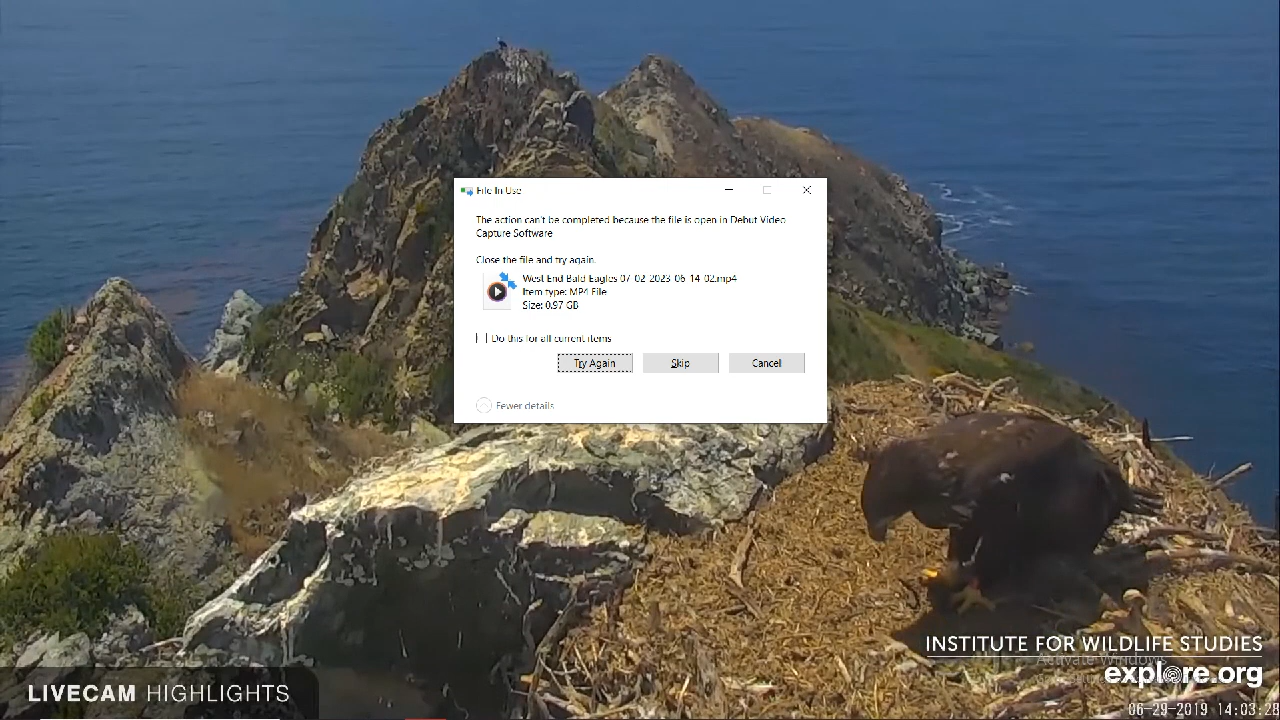 File In Use
The action can't be completed because the file is open in Debut Video
Capture Software
Close the file and try again.
West End Bald Eagles 07-02-2023-06-14-02.mp4
Item type: MP4 File
Size: 0.97 GB
Do this for all current items
Try Again
Skip
Cancel
Fewer details
INSTITUTE FOR WILDLIFE STUDIES
Activate Windows
explore.org
LIVECAM HIGHLIGHTS
06-29-2019 14:03:28